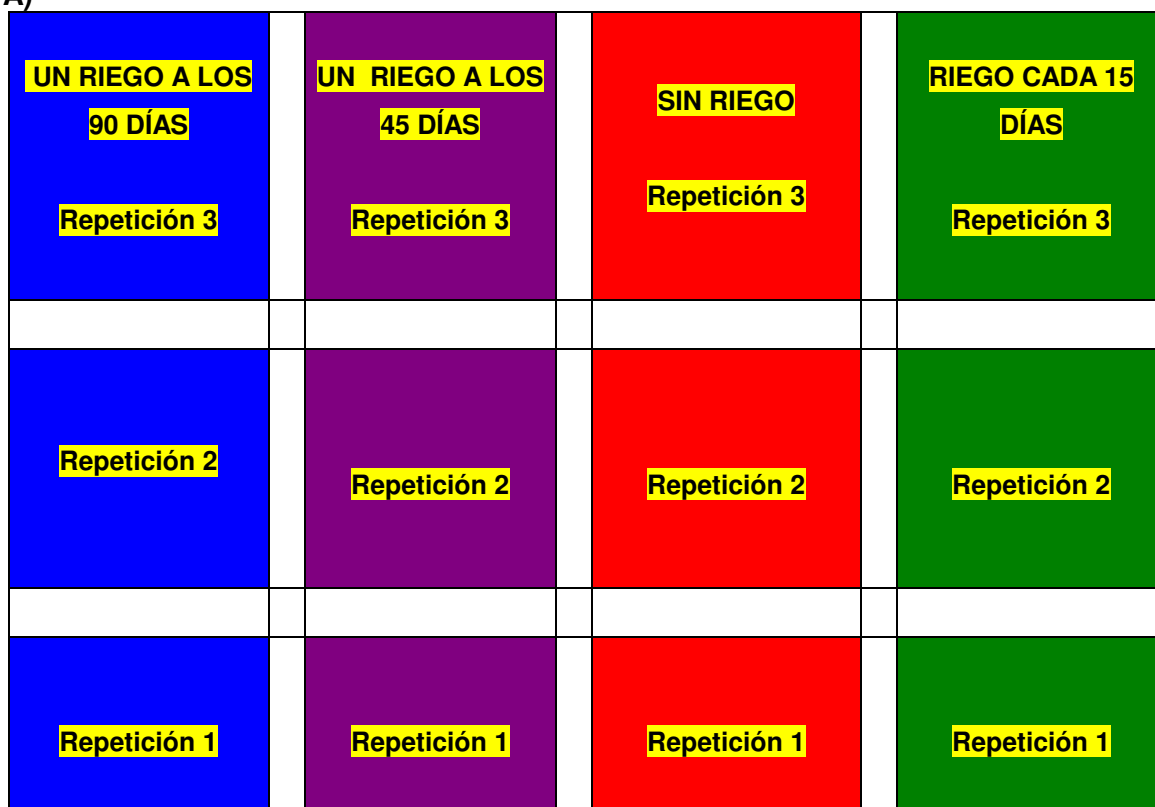 A)
UN RIEGO A LOS
90 DÍAS
Repetición 3
UN RIEGO A LOS
45 DÍAS
Repetición 3
SIN RIEGO
Repetición 3
RIEGO CADA 15
DÍAS
Repetición 3
Repetición 2
Repetición 2
Repetición 2
Repetición 2
Repetición 1
Repetición 1
Repetición 1
Repetición 1